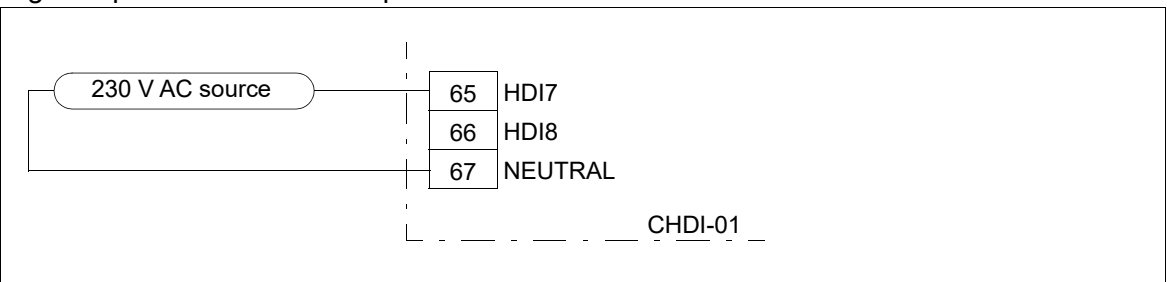 230 V AC source
65 HDI7
66 HDI8
67 NEUTRAL
CHDI-01